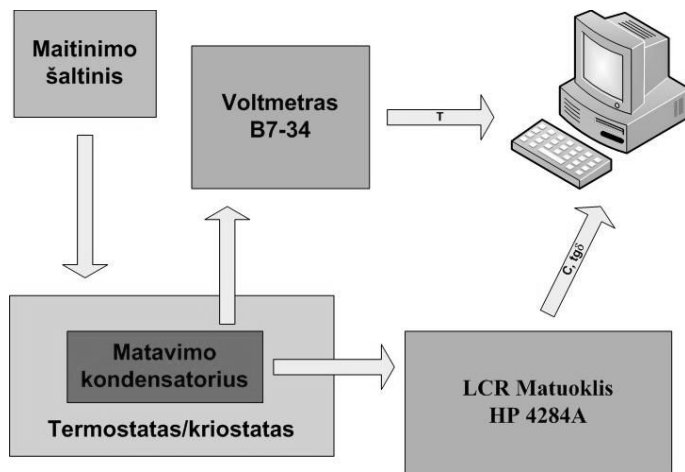 Maitinimo
šaltinis
Voltmetras
B7-34
T
C, tgδ
Matavimo
kondensatorius
Termostatas/kriostatas
LCR Matuoklis
HP 4284A